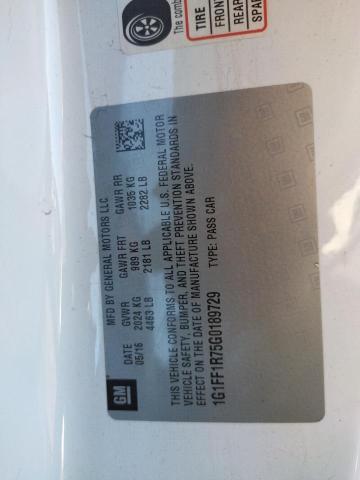 The comb
TIRE
FRONT
REAR
SPAR
MFD BY GENERAL MOTORS LLC
DATE GVWR GAWR FRT GAWR RR
05/16 2024 KG 989 KG 1035 KG
4463 LB 2181 LB 2282 LB
THIS VEHICLE CONFORMS TO ALL APPLICABLE U.S. FEDERAL MOTOR
VEHICLE SAFETY, BUMPER, AND THEFT PREVENTION STANDARDS IN
EFFECT ON THE DATE OF MANUFACTURE SHOWN ABOVE.
1G1FF1R75G0189729 TYPE: PASS CAR
GM